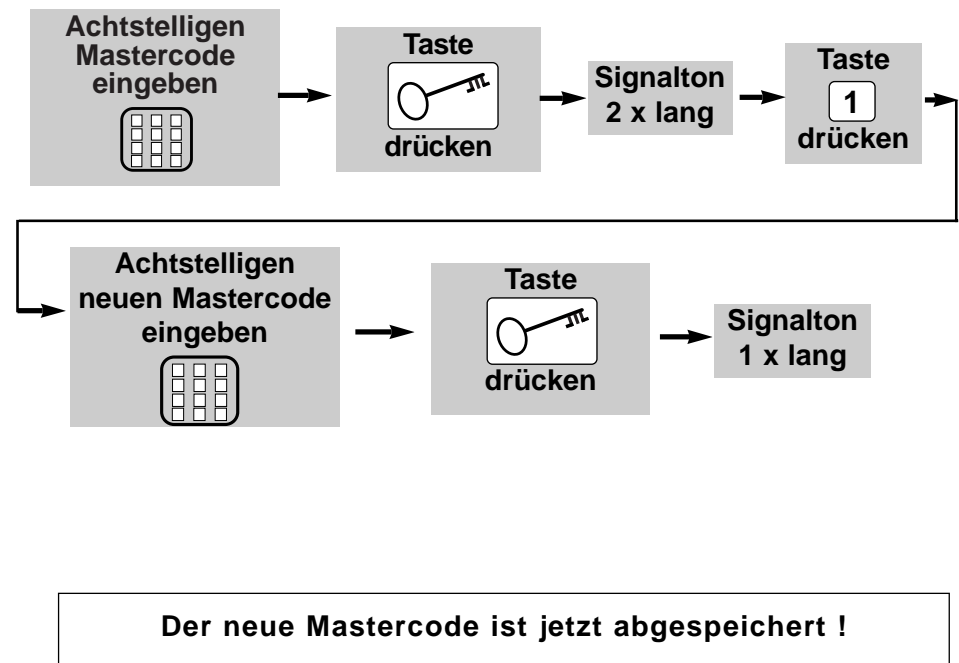 Achtstelligen
Mastercode
eingeben
Taste
drücken
Signalton
2 x lang
Taste
1
drücken
Achtstelligen
neuen Mastercode
eingeben
Taste
drücken
Signalton
1 x lang
Der neue Mastercode ist jetzt abgespeichert !